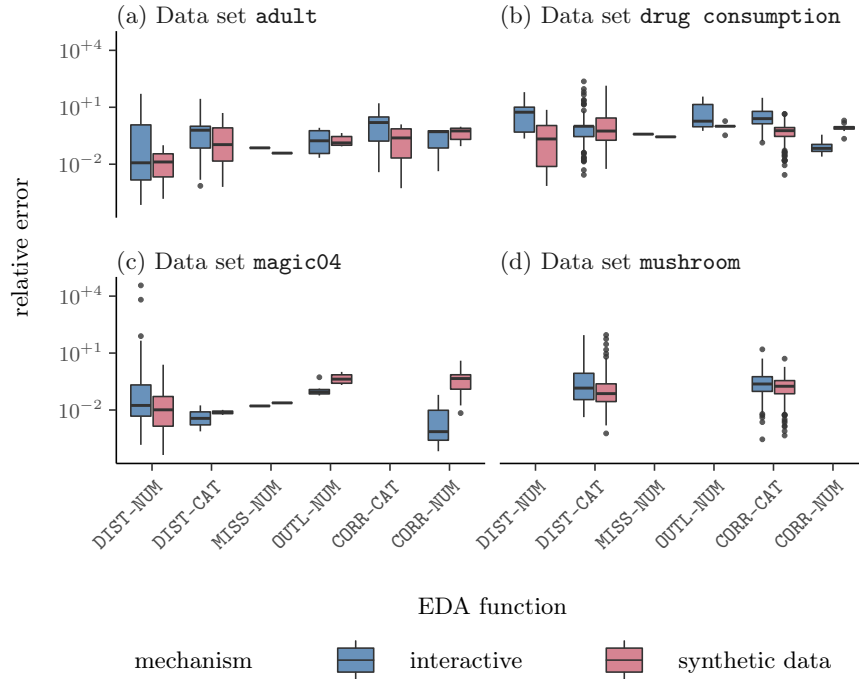 (a) Data set adult
(b) Data set drug consumption
10+4
10+1
10−2
(c) Data set magic04
(d) Data set mushroom
10+4
10+1
10−2
relative error
DIST-NUM
DIST-CAT
MISS-NUM
OUTL-NUM
CORR-CAT
CORR-NUM
DIST-NUM
DIST-CAT
MISS-NUM
OUTL-NUM
CORR-CAT
CORR-NUM
EDA function
mechanism interactive synthetic data